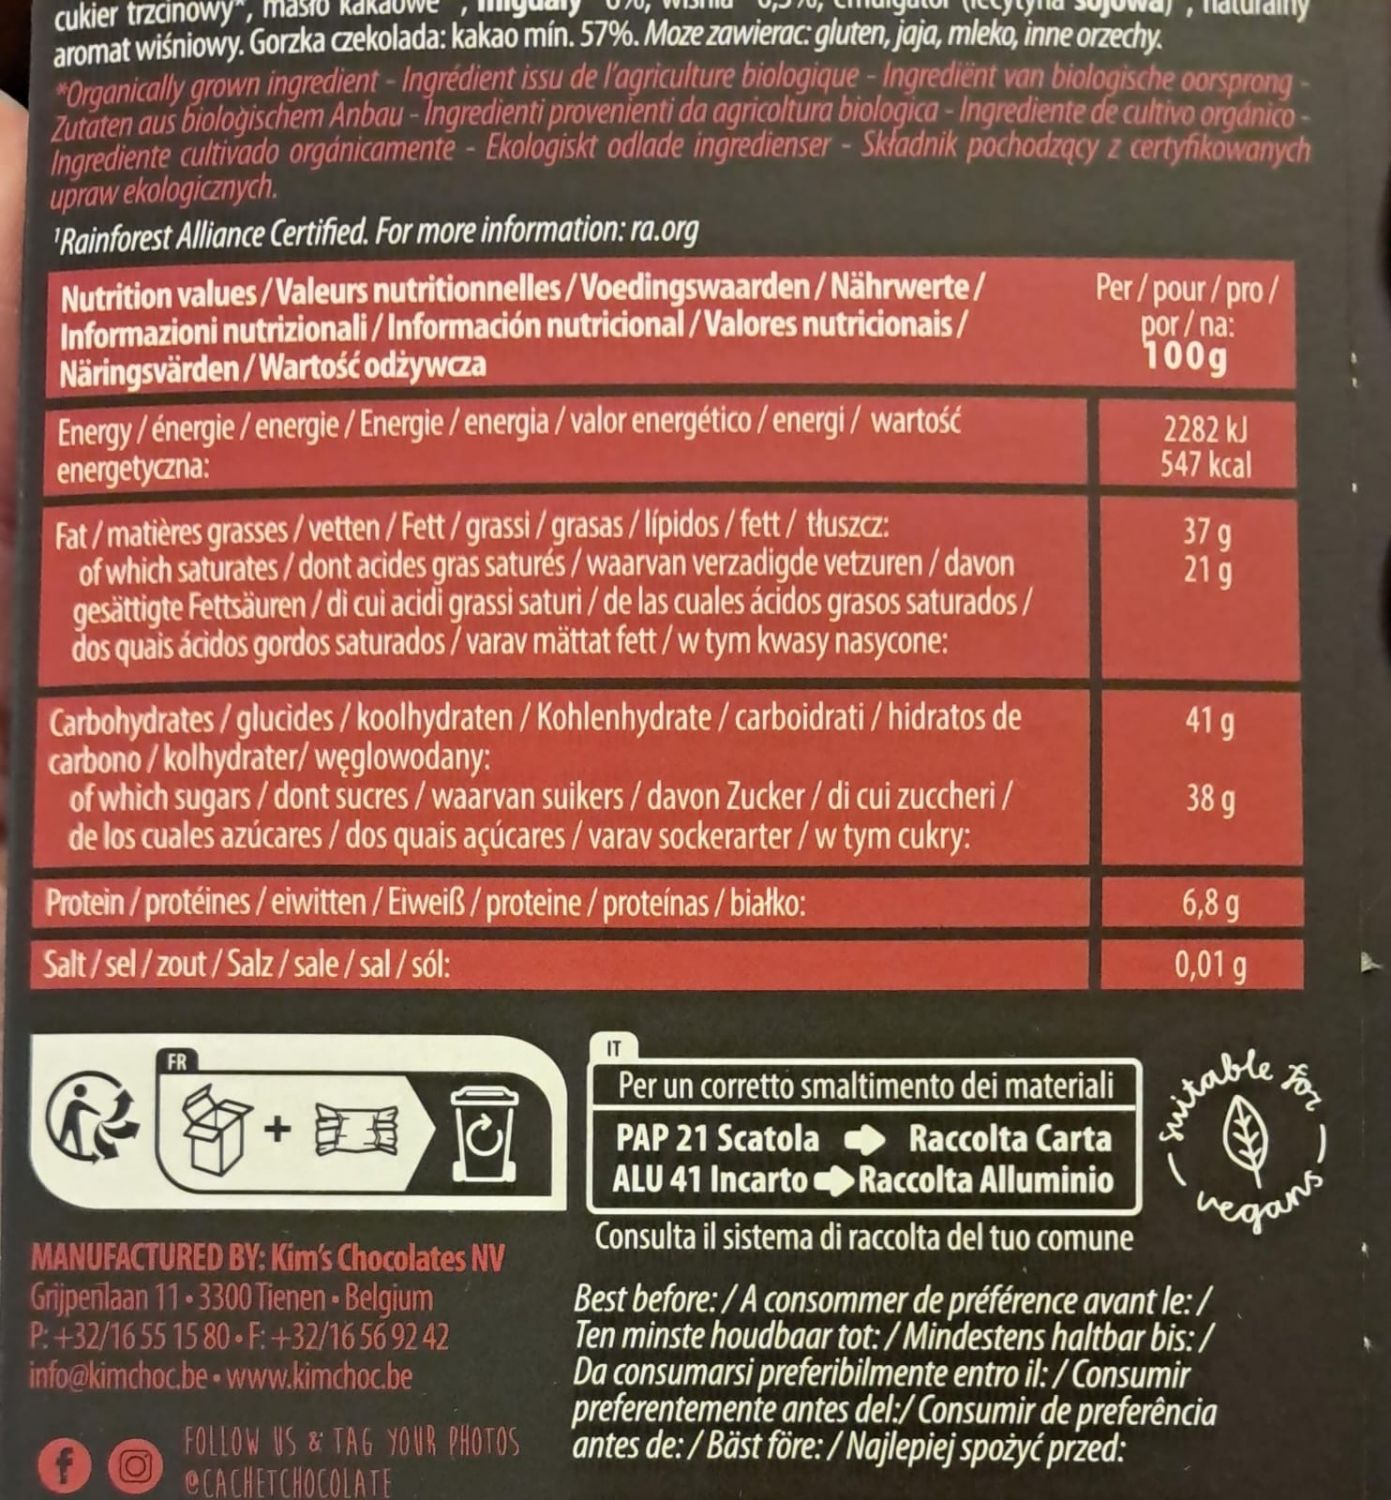 cukier trzcinowy*, masło kakaowe
aromat wiśniowy. Gorzka czekolada: kakao min. 57%. Może zawierać: gluten, jaja, mleko, inne orzechy.
*Organically grown ingredient - Ingrédient issu de l'agriculture biologique - Ingrediënt van biologische oorsprong -
Zutaten aus biologischem Anbau - Ingredienti provenienti da agricoltura biologica - Ingrediente de cultivo orgánico -
Ingrediente cultivado orgánicamente - Ekologiskt odlade ingredienser - Składnik pochodzący z certyfikowanych
upraw ekologicznych.
¹Rainforest Alliance Certified. For more information: ra.org
Nutrition values / Valeurs nutritionnelles / Voedingswaarden / Nährwerte /
Informazioni nutrizionali / Información nutricional / Valores nutricionais /
Näringsvärden / Wartość odżywcza
Per / pour / pro /
por / na:
100g
Energy / énergie / energie / Energie / energia / valor energético / energi / wartość
energetyczna:
2282 kJ
547 kcal
Fat / matières grasses / vetten / Fett / grassi / grasas / lípidos / fett / tłuszcz:
37 g
of which saturates / dont acides gras saturés / waarvan verzadigde vetzuren / davon
21 g
gesättigte Fettsäuren / di cui acidi grassi saturi / de las cuales ácidos grasos saturados /
dos quais ácidos gordos saturados / varav mättat fett / w tym kwasy nasycone:
Carbohydrates / glucides / koolhydraten / Kohlenhydrate / carboidrati / hidratos de
41 g
carbono / kolhydrater/ węglowodany:
of which sugars / dont sucres / waarvan suikers / davon Zucker / di cui zuccheri /
38 g
de los cuales azúcares / dos quais açúcares / varav sockerarter / w tym cukry:
Protein / protéines / eiwitten / Eiweiß / proteine / proteínas / białko:
6,8 g
Salt / sel / zout / Salz / sale / sal / sól:
0,01 g
FR
+
IT
Per un corretto smaltimento dei materiali
PAP 21 Scatola Raccolta Carta
ALU 41 Incarto Raccolta Alluminio
Consulta il sistema di raccolta del tuo comune
suitable for
vegans
MANUFACTURED BY: Kim's Chocolates NV
Grijpenlaan 11 • 3300 Tienen • Belgium
P: +32/16 55 15 80 • F: +32/16 56 92 42
info@kimchoc.be • www.kimchoc.be
FOLLOW US & TAG YOUR PHOTOS
@CACHETCHOCOLATE
Best before: / A consommer de préférence avant le: /
Ten minste houdbaar tot: / Mindestens haltbar bis: /
Da consumarsi preferibilmente entro il: / Consumir
preferentemente antes del:/ Consumir de preferência
antes de: / Bäst före: / Najlepiej spożyć przed: